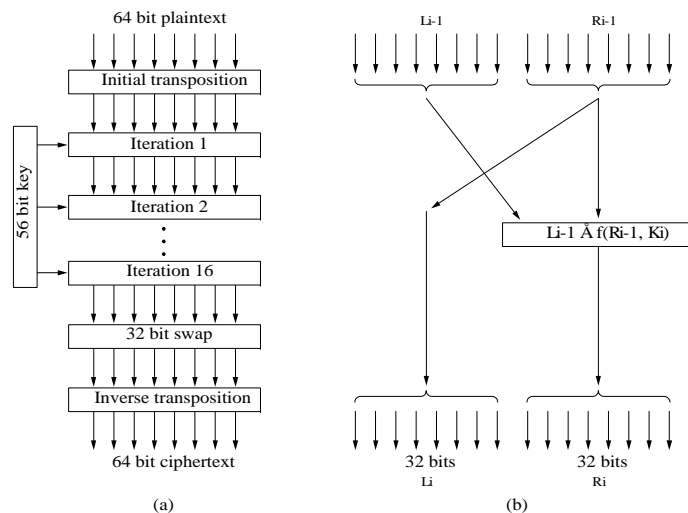 64 bit plaintext
Initial transposition
Iteration 1
56 bit key
Iteration 2
Iteration 16
32 bit swap
Inverse transposition
64 bit ciphertext
(a)
Li-1
Ri-1
Li-1 Å f(Ri-1, Ki)
32 bits
32 bits
Li
Ri
(b)